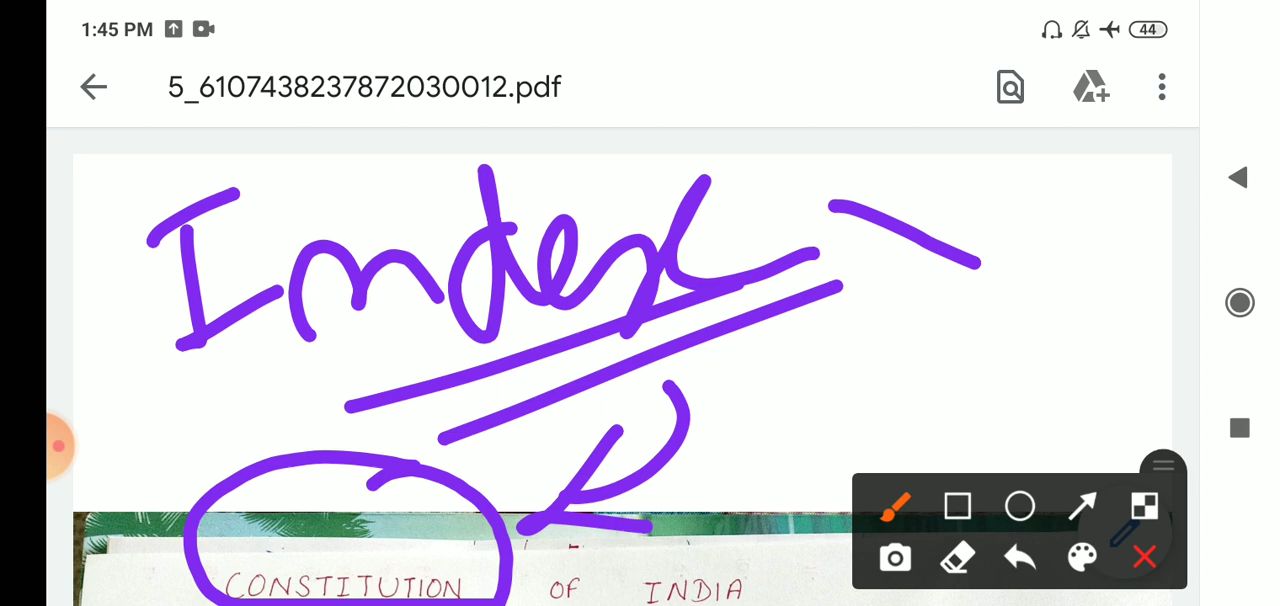 1:45 PM 44
5_6107438237872030012.pdf
Index
CONSTITUTION OF INDIA